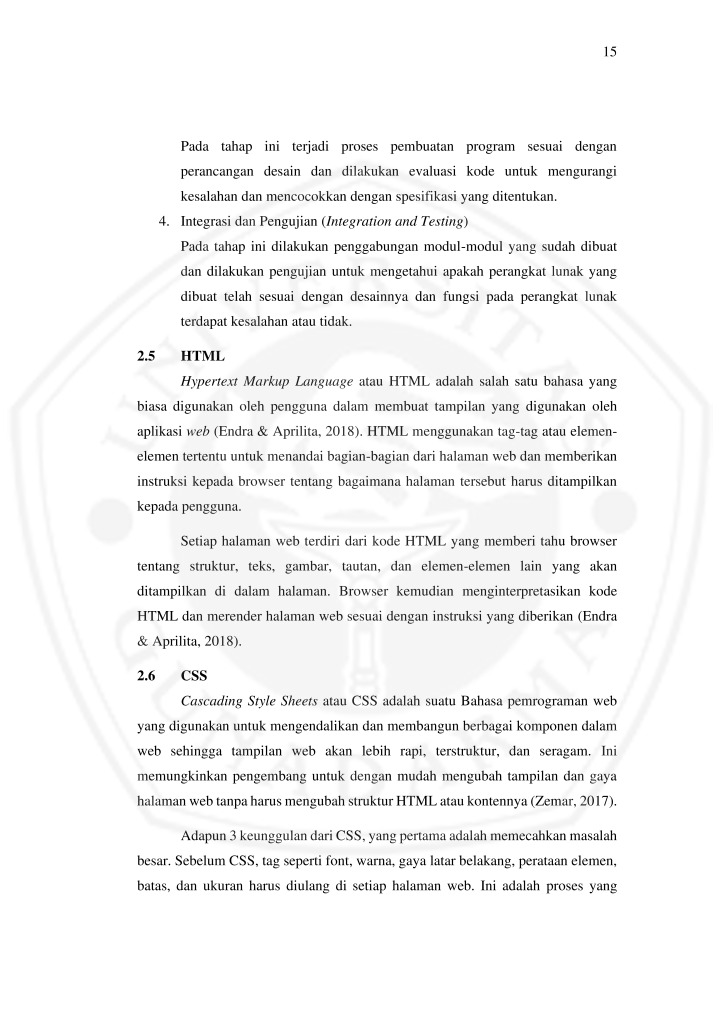 15
Pada tahap ini terjadi proses pembuatan program sesuai dengan
perancangan desain dan dilakukan evaluasi kode untuk mengurangi
kesalahan dan mencocokkan dengan spesifikasi yang ditentukan.
4. Integrasi dan Pengujian (Integration and Testing)
Pada tahap ini dilakukan penggabungan modul-modul yang sudah dibuat
dan dilakukan pengujian untuk mengetahui apakah perangkat lunak yang
dibuat telah sesuai dengan desainnya dan fungsi pada perangkat lunak
terdapat kesalahan atau tidak.
2.5 HTML
Hypertext Markup Language atau HTML adalah salah satu bahasa yang
biasa digunakan oleh pengguna dalam membuat tampilan yang digunakan oleh
aplikasi web (Endra & Aprilita, 2018). HTML menggunakan tag-tag atau elemen-
elemen tertentu untuk menandai bagian-bagian dari halaman web dan memberikan
instruksi kepada browser tentang bagaimana halaman tersebut harus ditampilkan
kepada pengguna.
Setiap halaman web terdiri dari kode HTML yang memberi tahu browser
tentang struktur, teks, gambar, tautan, dan elemen-elemen lain yang akan
ditampilkan di dalam halaman. Browser kemudian menginterpretasikan kode
HTML dan merender halaman web sesuai dengan instruksi yang diberikan (Endra
& Aprilita, 2018).
2.6 CSS
Cascading Style Sheets atau CSS adalah suatu Bahasa pemrograman web
yang digunakan untuk mengendalikan dan membangun berbagai komponen dalam
web sehingga tampilan web akan lebih rapi, terstruktur, dan seragam. Ini
memungkinkan pengembang untuk dengan mudah mengubah tampilan dan gaya
halaman web tanpa harus mengubah struktur HTML atau kontennya (Zemar, 2017).
Adapun 3 keunggulan dari CSS, yang pertama adalah memecahkan masalah
besar. Sebelum CSS, tag seperti font, warna, gaya latar belakang, perataan elemen,
batas, dan ukuran harus diulang di setiap halaman web. Ini adalah proses yang
UNIVERSITAS
GUNADARMA